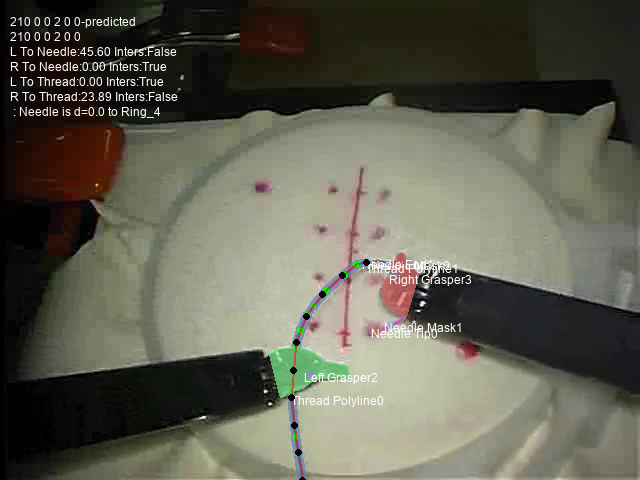 210 0 0 2 0 0-predicted
210 0 0 2 0 0
L To Needle:45.60 Inters:False
R To Needle:0.00 Inters:True
L To Thread:0.00 Inters:True
R To Thread:23.89 Inters:False
: Needle is d=0.0 to Ring_4
Right Grasper3
Needle Mask1
Needle Tip0
Left Grasper2
Thread Polyline0